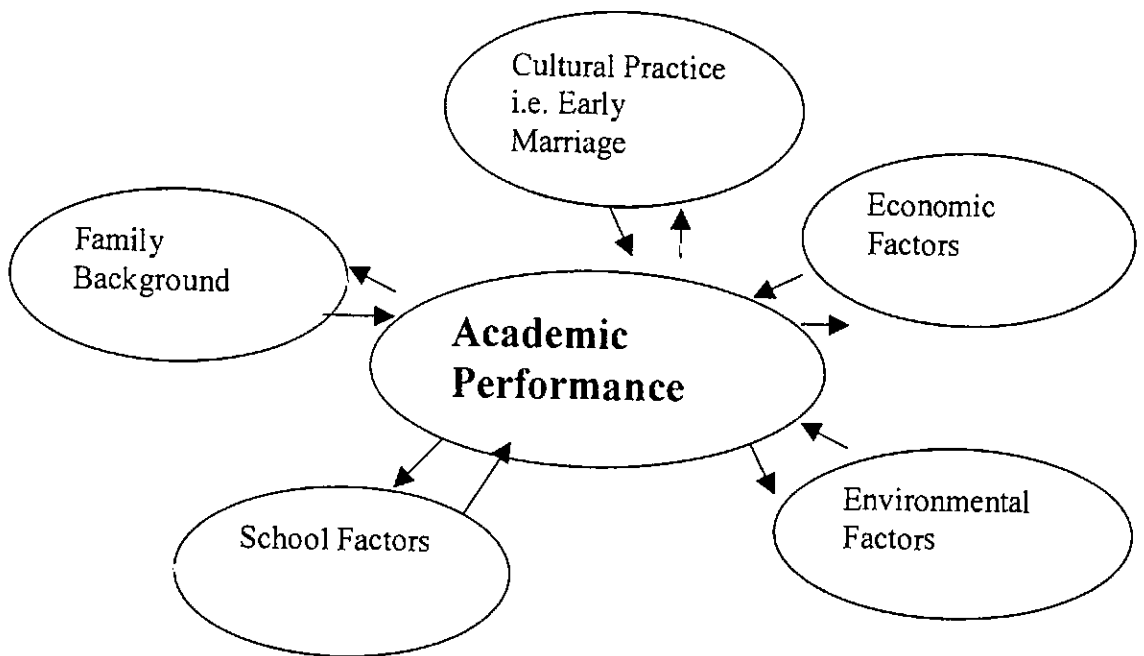 Cultural Practice
i.e. Early
Marriage
Economic
Factors
Family
Background
Academic
Performance
Environmental
Factors
School Factors